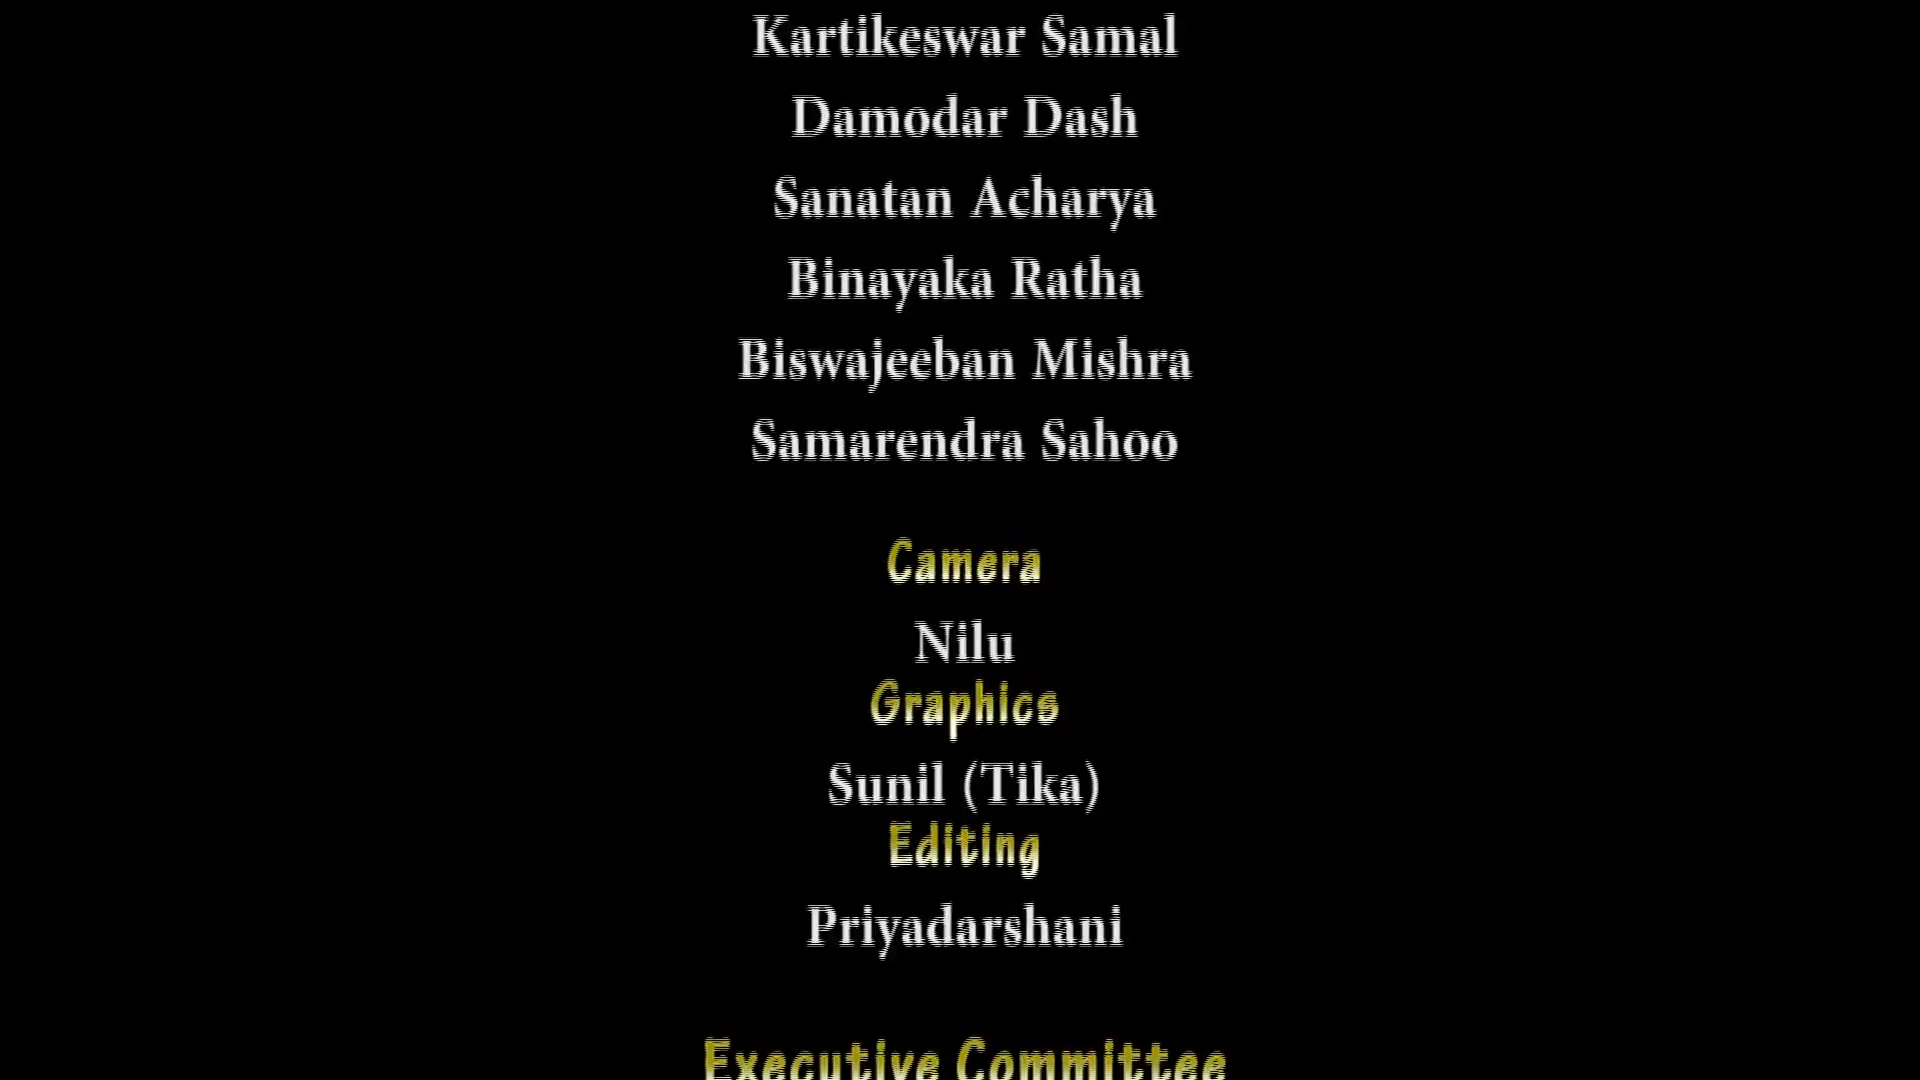 Kartikeswar Samal
Damodar Dash
Sanatan Acharya
Binayaka Ratha
Biswajeeban Mishra
Samarendra Sahoo
Camera
Nilu
Graphics
Sunil (Tika)
Editing
Priyadarshani
Executive Committee